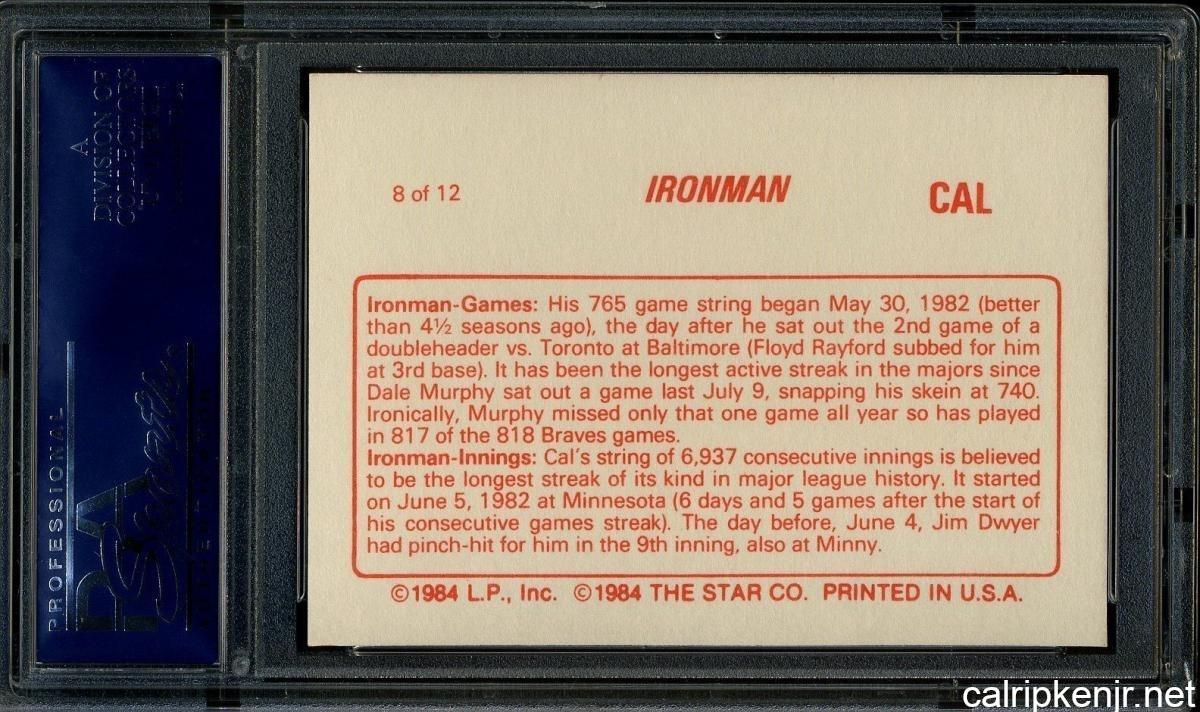 A
DIVISION OF
COLLECTORS
PROFESSIONAL
PSA
8 of 12
IRONMAN
CAL
Ironman-Games: His 765 game string began May 30, 1982 (better
than 4½ seasons ago), the day after he sat out the 2nd game of a
doubleheader vs. Toronto at Baltimore (Floyd Rayford subbed for him
at 3rd base). It has been the longest active streak in the majors since
Dale Murphy sat out a game last July 9, snapping his skein at 740.
Ironically, Murphy missed only that one game all year so has played
in 817 of the 818 Braves games.
Ironman-Innings: Cal's string of 6,937 consecutive innings is believed
to be the longest streak of its kind in major league history. It started
on June 5, 1982 at Minnesota (6 days and 5 games after the start of
his consecutive games streak). The day before, June 4, Jim Dwyer
had pinch-hit for him in the 9th inning, also at Minny.
©1984 L.P., Inc. ©1984 THE STAR CO. PRINTED IN U.S.A.
calripkenjr.net